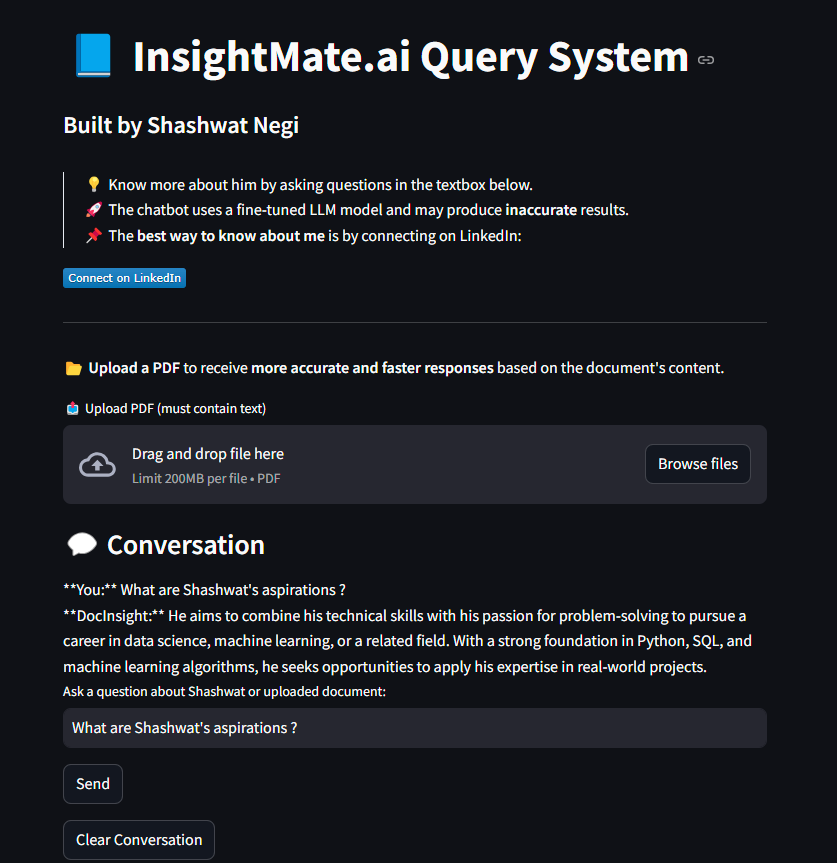 InsightMate.ai Query System
Built by Shashwat Negi
Know more about him by asking questions in the textbox below.
The chatbot uses a fine-tuned LLM model and may produce inaccurate results.
The best way to know about me is by connecting on LinkedIn:
Connect on LinkedIn
Upload a PDF to receive more accurate and faster responses based on the document's content.
Upload PDF (must contain text)
Drag and drop file here
Limit 200MB per file • PDF
Browse files
Conversation
**You:** What are Shashwat's aspirations ?
**DocInsight:** He aims to combine his technical skills with his passion for problem-solving to pursue a
career in data science, machine learning, or a related field. With a strong foundation in Python, SQL, and
machine learning algorithms, he seeks opportunities to apply his expertise in real-world projects.
Ask a question about Shashwat or uploaded document:
What are Shashwat's aspirations ?
Send
Clear Conversation